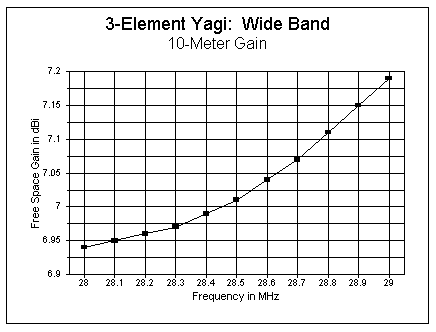 3-Element Yagi: Wide Band
10-Meter Gain
Free Space Gain in dBi
7.2
7.15
7.1
7.05
7
6.95
6.9
28 28.1 28.2 28.3 28.4 28.5 28.6 28.7 28.8 28.9 29
Frequency in MHz